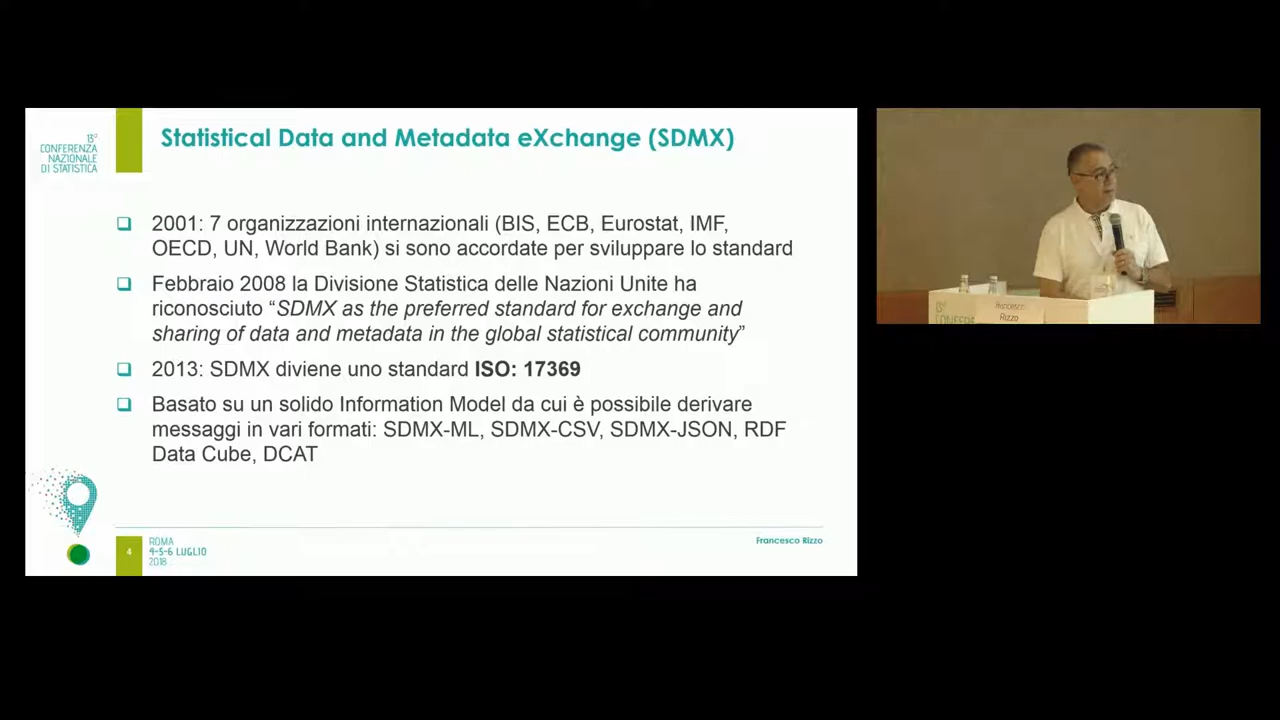 13°
CONFERENZA
NAZIONALE
DI STATISTICA
Statistical Data and Metadata eXchange (SDMX)
2001: 7 organizzazioni internazionali (BIS, ECB, Eurostat, IMF,
OECD, UN, World Bank) si sono accordate per sviluppare lo standard
Febbraio 2008 la Divisione Statistica delle Nazioni Unite ha
riconosciuto “SDMX as the preferred standard for exchange and
sharing of data and metadata in the global statistical community”
2013: SDMX diviene uno standard ISO: 17369
Basato su un solido Information Model da cui è possibile derivare
messaggi in vari formati: SDMX-ML, SDMX-CSV, SDMX-JSON, RDF
Data Cube, DCAT
4
ROMA
4-5-6 LUGLIO
2018
Francesco Rizzo
13°
Francesco
Rizzo